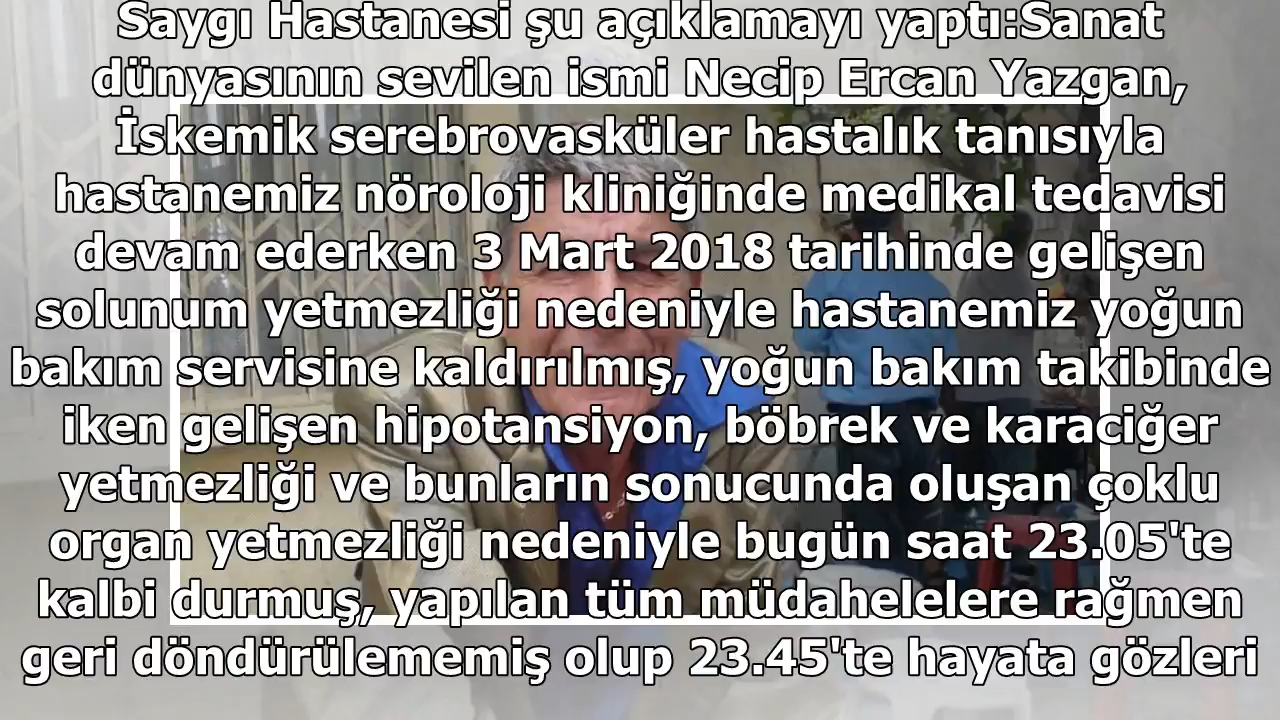 Saygı Hastanesi şu açıklamayı yaptı:Sanat
dünyasının sevilen ismi Necip Ercan Yazgan,
İskemik serebrovasküler hastalık tanısıyla
hastanemiz nöroloji kliniğinde medikal tedavisi
devam ederken 3 Mart 2018 tarihinde gelişen
solunum yetmezliği nedeniyle hastanemiz yoğun
bakım servisine kaldırılmış, yoğun bakım takibinde
iken gelişen hipotansiyon, böbrek ve karaciğer
yetmezliği ve bunların sonucunda oluşan çoklu
organ yetmezliği nedeniyle bugün saat 23.05'te
kalbi durmuş, yapılan tüm müdahelelere rağmen
geri döndürülememiş olup 23.45'te hayata gözleri